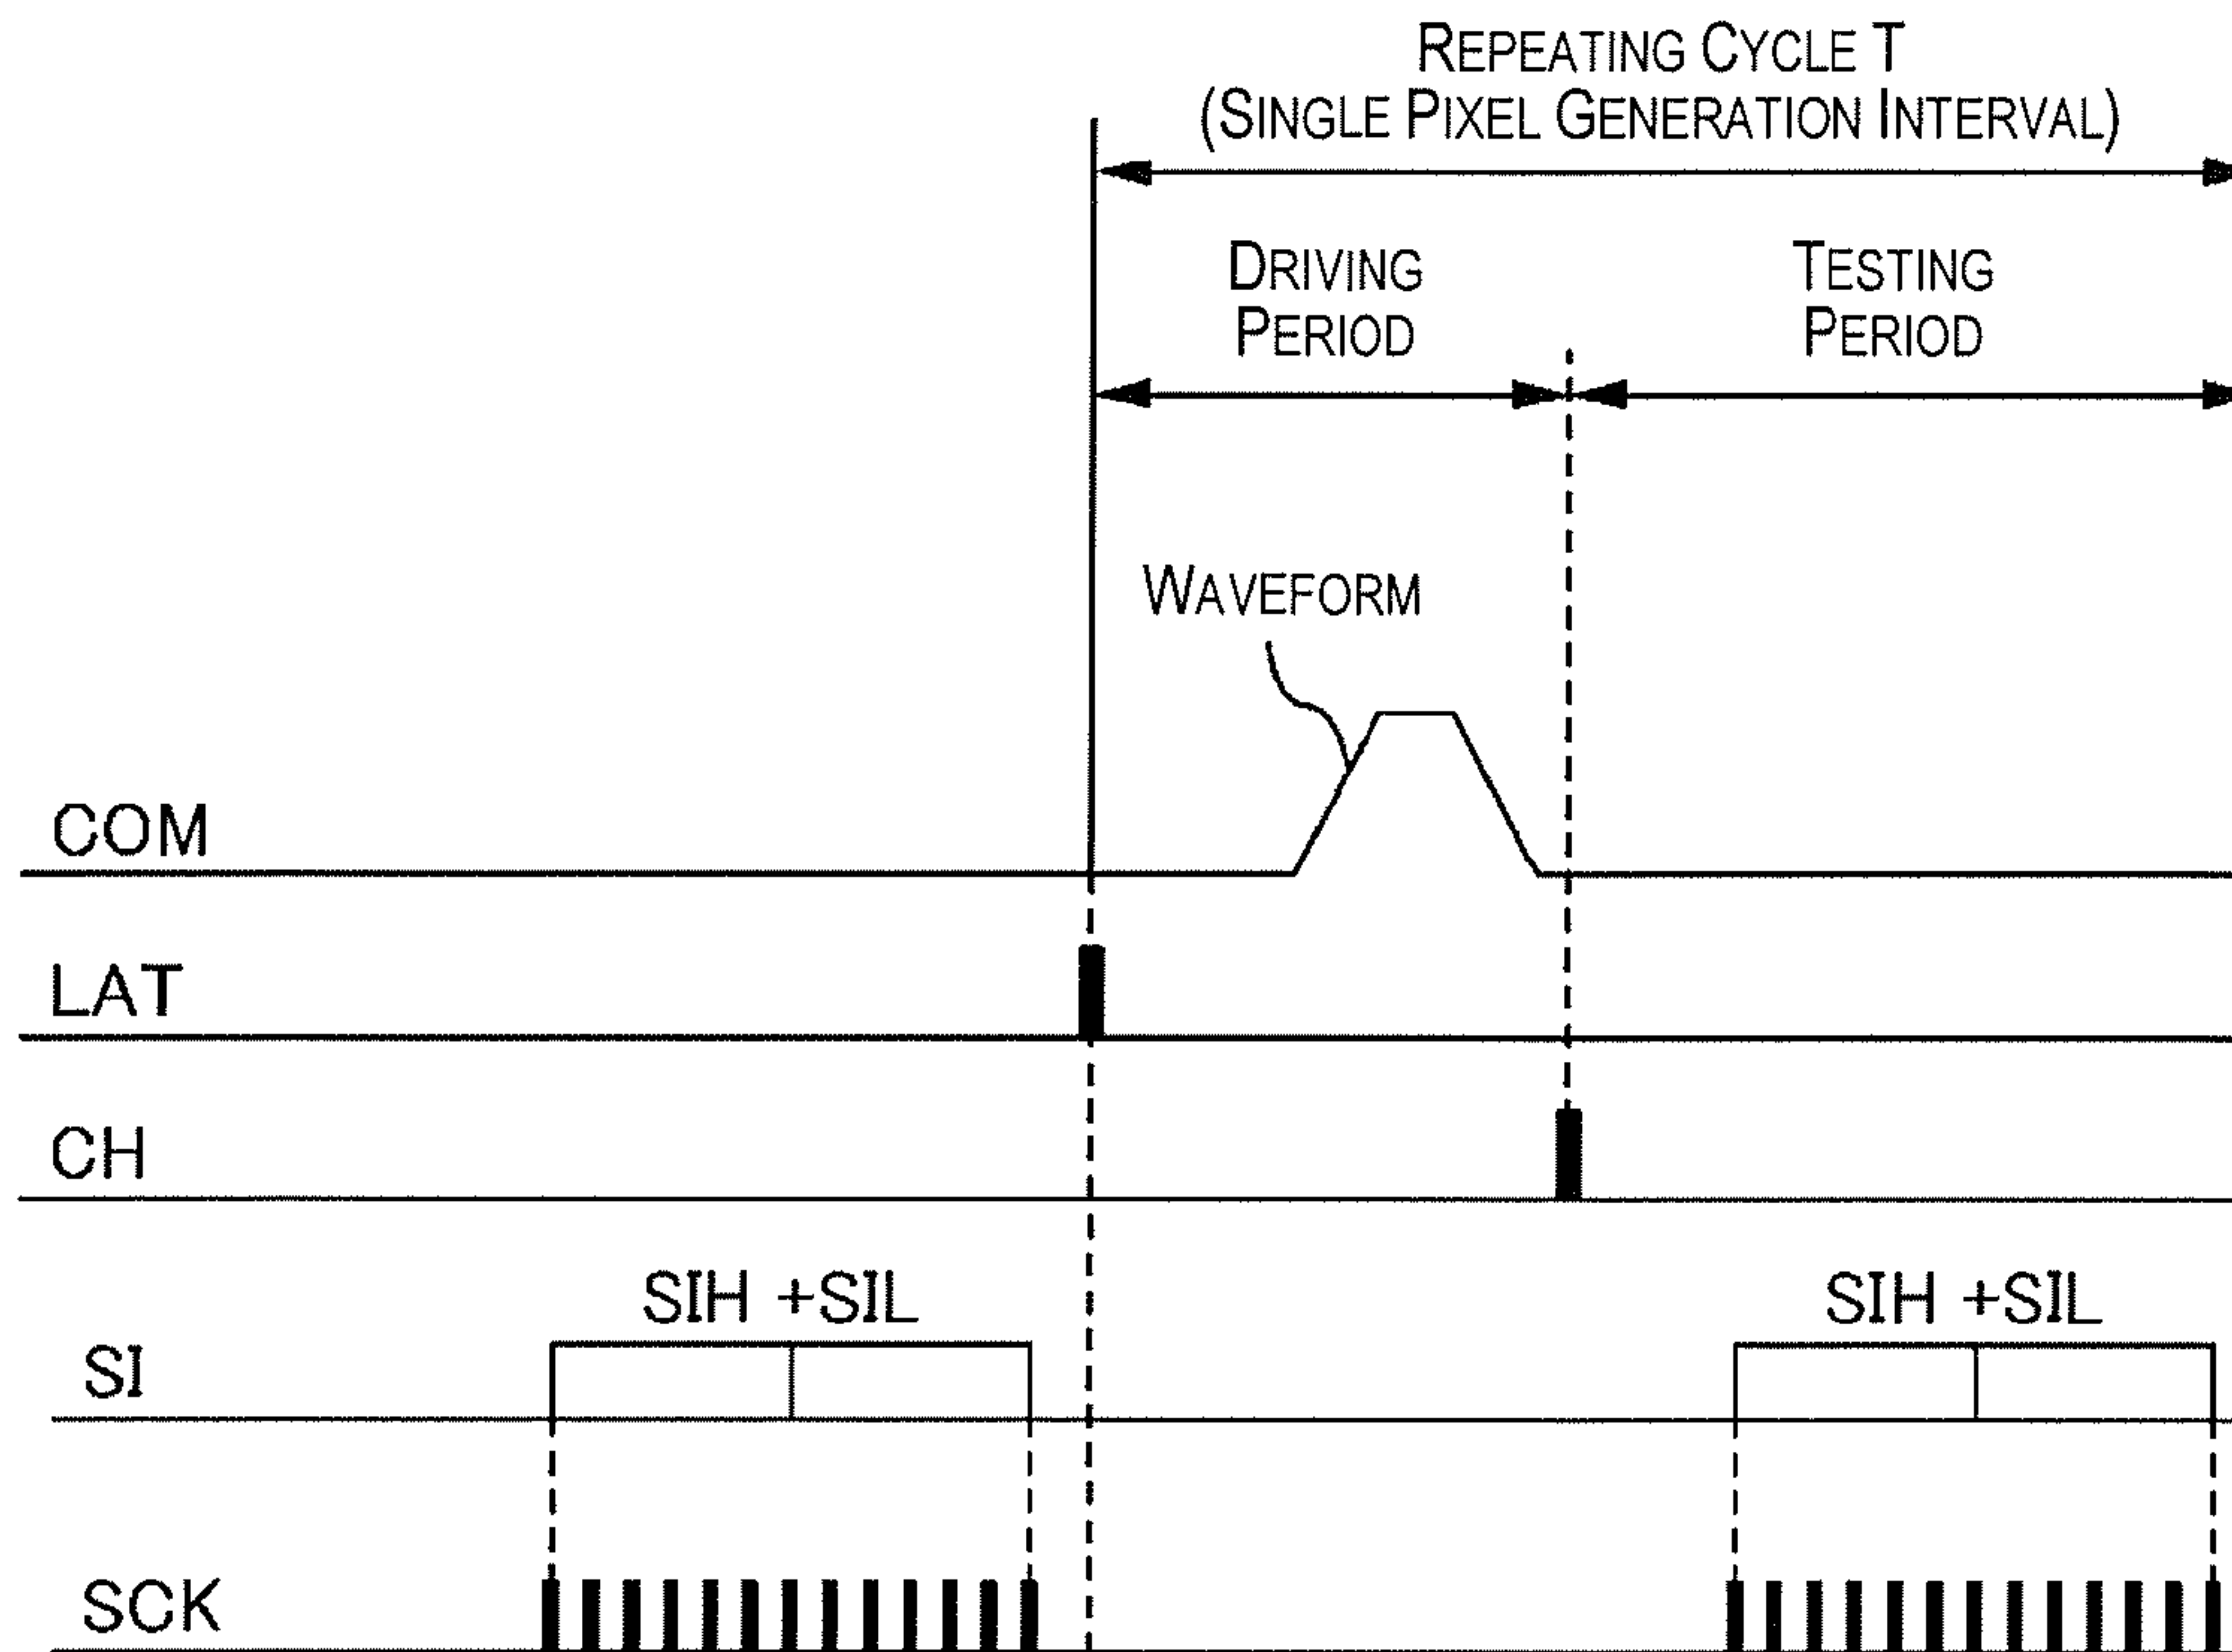 REPEATING CYCLE T
(SINGLE PIXEL GENERATION INTERVAL)
DRIVING
PERIOD
TESTING
PERIOD
WAVEFORM
COM
LAT
CH
SIH +SIL
SIH +SIL
SI
SCK